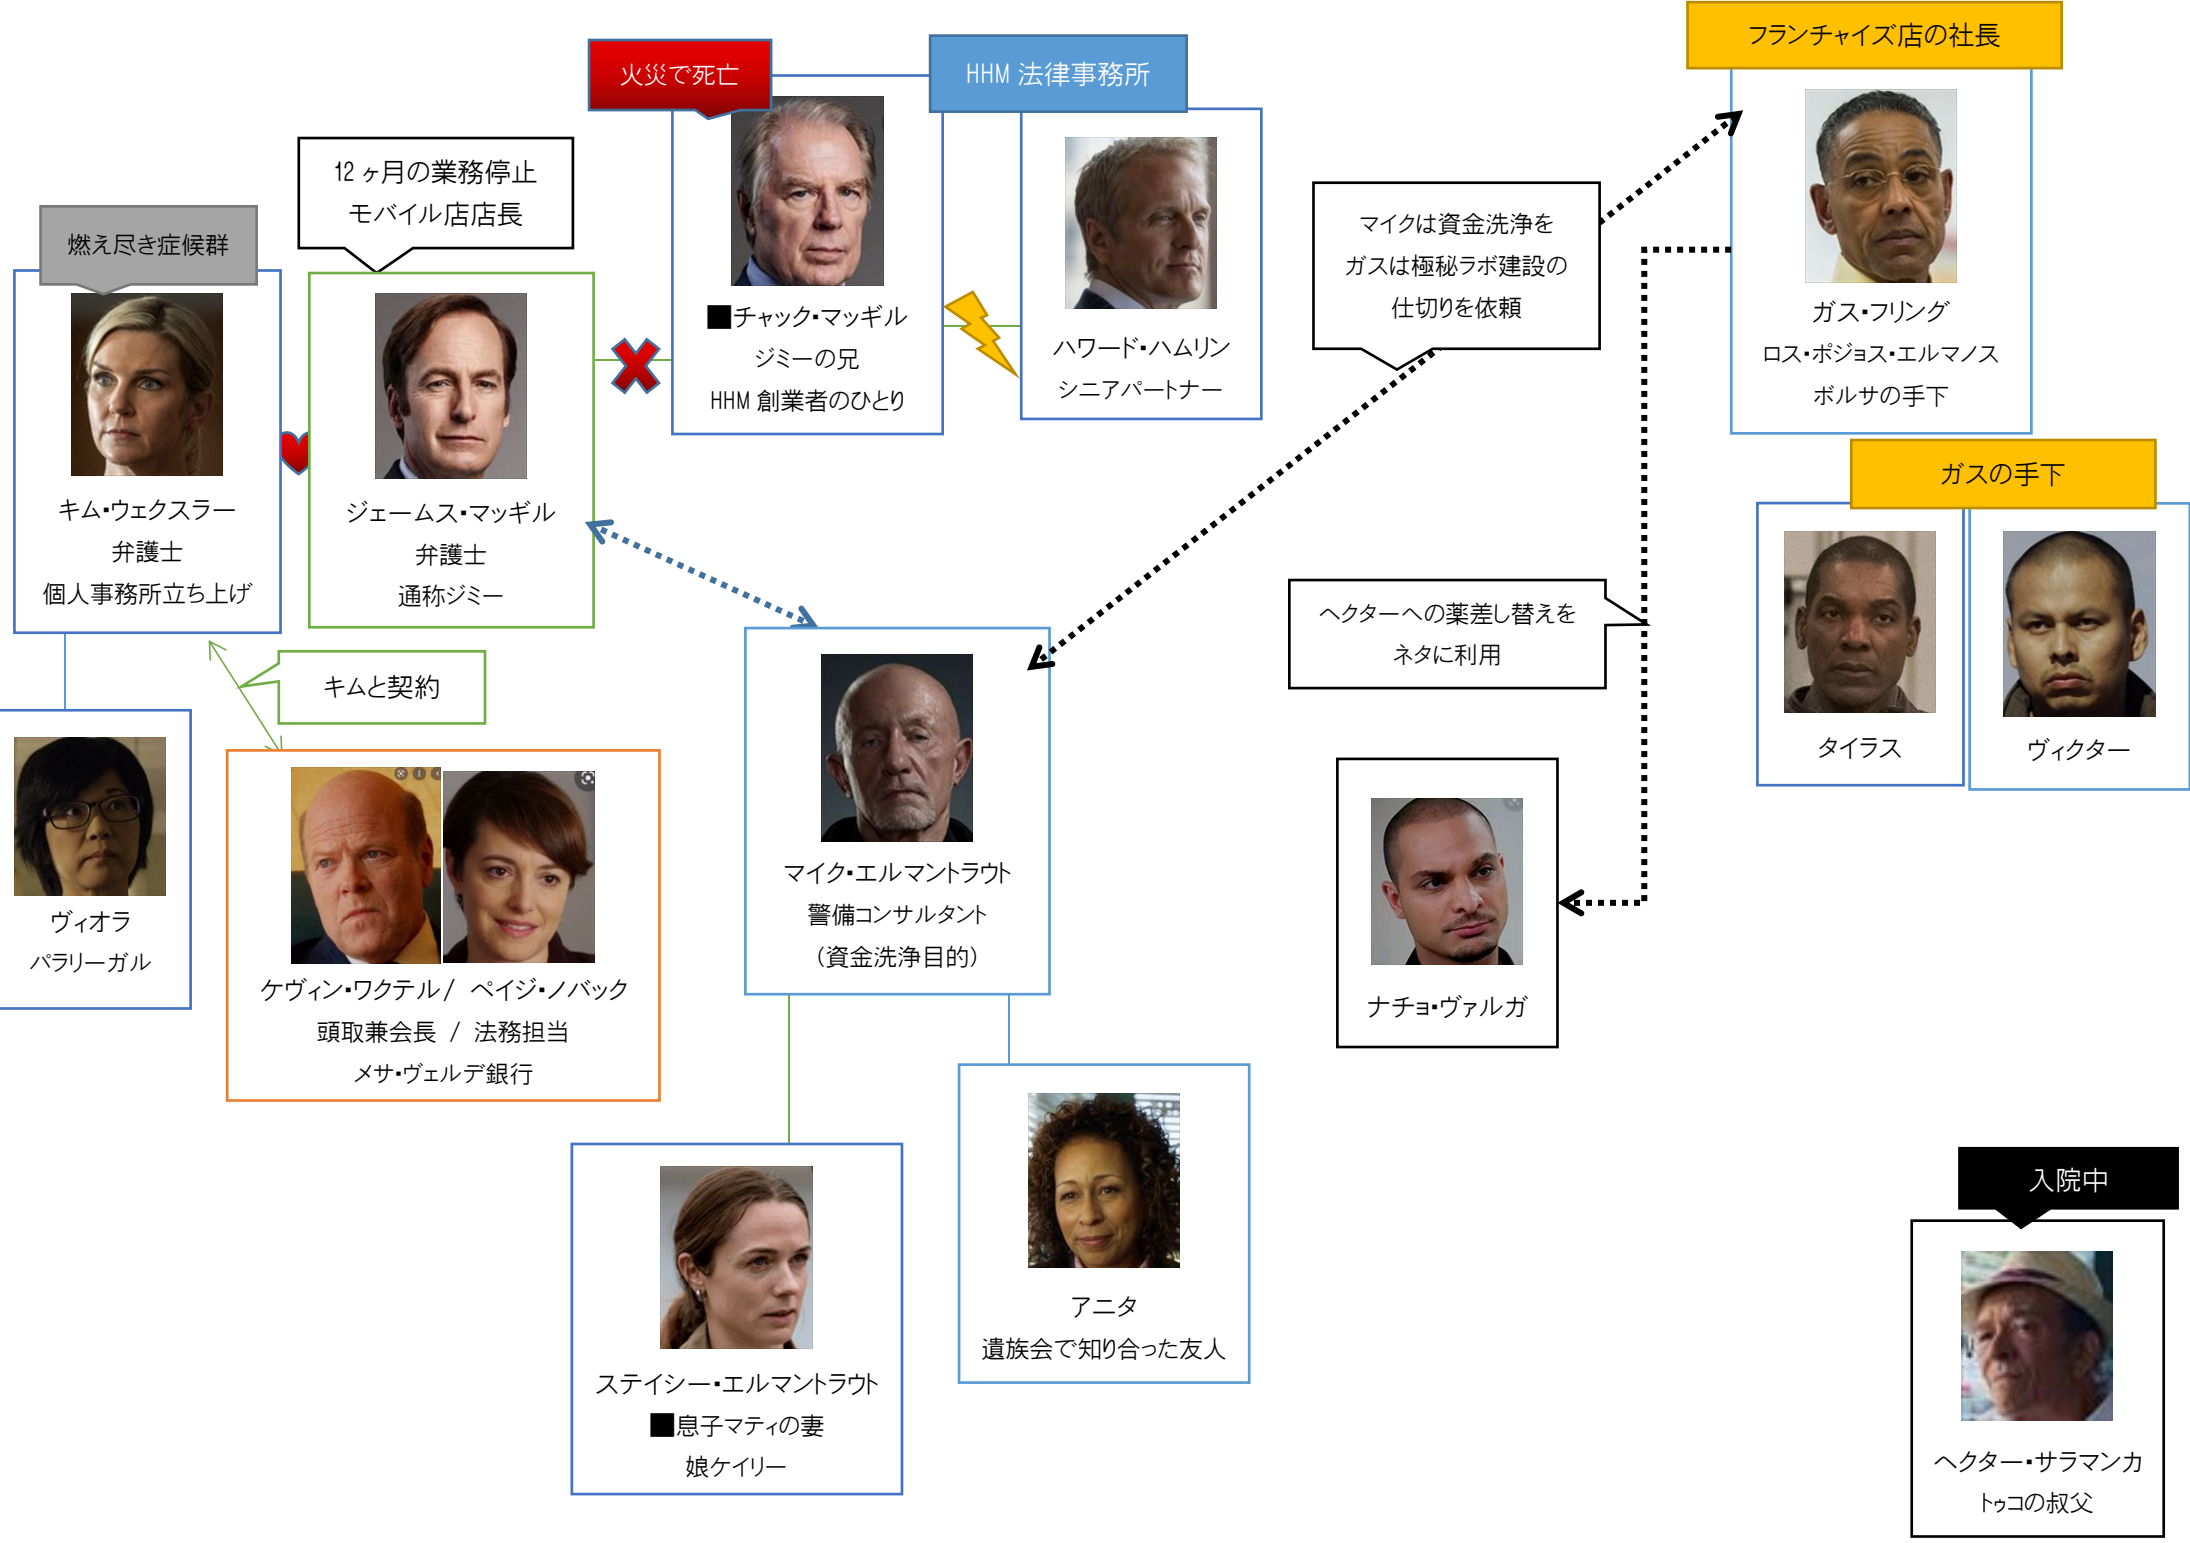 フランチャイズ店の社長
火災で死亡
HHM 法律事務所
12 ヶ月の業務停止
モバイル店店長
燃え尽き症候群
マイクは資金洗浄を
ガスは極秘ラボ建設の
仕切りを依頼
■チャック・マッギル
ジミーの兄
HHM 創業者のひとり
ハワード・ハムリン
シニアパートナー
ガス・フリング
ロス・ポジョス・エルマノス
ボルサの手下
ガスの手下
キム・ウェクスラー
弁護士
個人事務所立ち上げ
ジェームス・マッギル
弁護士
通称ジミー
ヘクターへの薬差し替えを
ネタに利用
キムと契約
タイラス
ヴィクター
ヴィオラ
パラリーガル
マイク・エルマントラウト
警備コンサルタント
（資金洗浄目的）
ケヴィン・ワクテル / ペイジ・ノバック
頭取兼会長 / 法務担当
メサ・ヴェルデ銀行
ナチョ・ヴァルガ
入院中
アニタ
遺族会で知り合った友人
ステイシー・エルマントラウト
■息子マティの妻
娘ケイリー
ヘクター・サラマンカ
トゥコの叔父